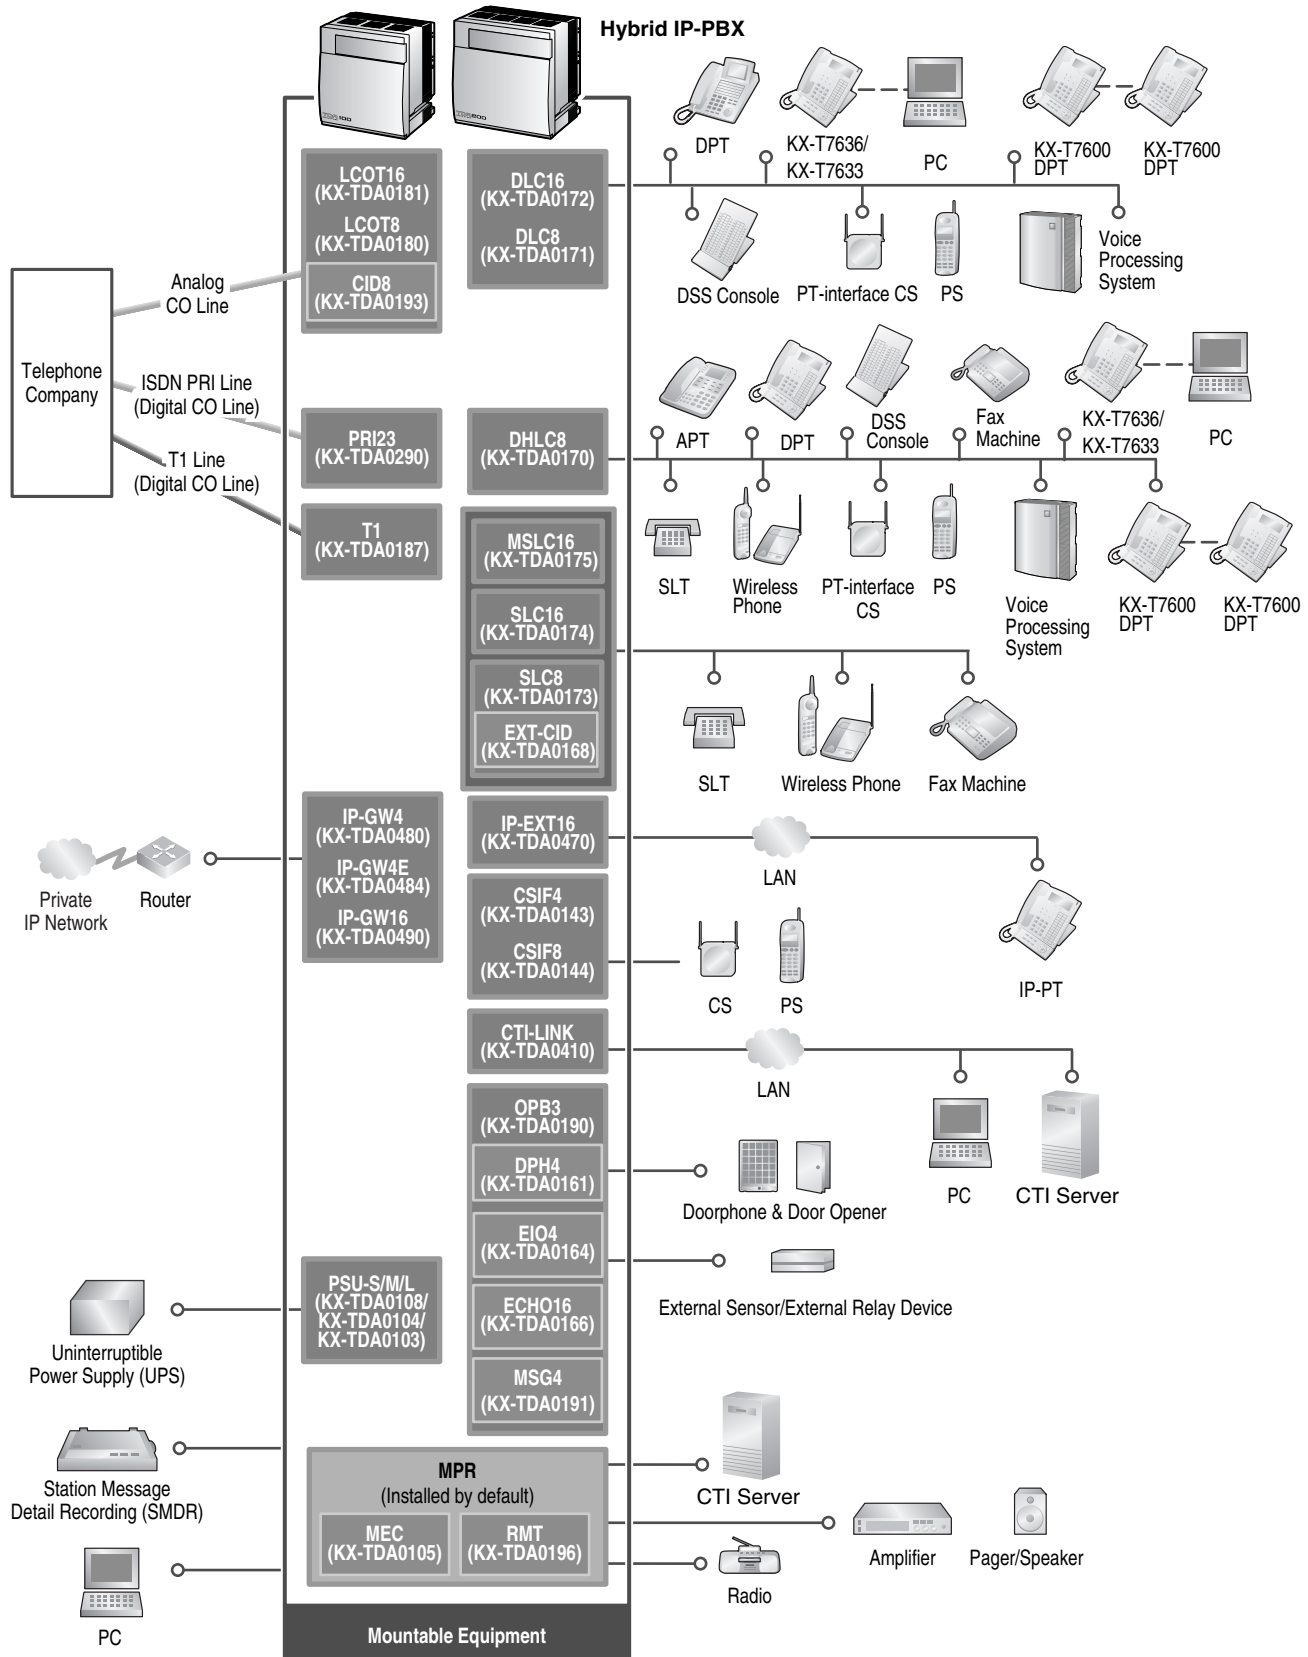 Hybrid IP-PBX
TDA 100
TDA 200
LCOT16
(KX-TDA0181)
LCOT8
(KX-TDA0180)
CID8
(KX-TDA0193)
DLC16
(KX-TDA0172)
DLC8
(KX-TDA0171)
DPT
KX-T7636/
KX-T7633
PC
KX-T7600
DPT
KX-T7600
DPT
DSS Console
PT-interface CS
PS
Voice
Processing
System
Telephone
Company
Analog
CO Line
ISDN PRI Line
(Digital CO Line)
T1 Line
(Digital CO Line)
PRI23
(KX-TDA0290)
T1
(KX-TDA0187)
DHLC8
(KX-TDA0170)
APT
DPT
DSS
Console
Fax
Machine
KX-T7636/
KX-T7633
PC
SLT
Wireless
Phone
PT-interface
CS
PS
Voice
Processing
System
KX-T7600
DPT
KX-T7600
DPT
MSLC16
(KX-TDA0175)
SLC16
(KX-TDA0174)
SLC8
(KX-TDA0173)
EXT-CID
(KX-TDA0168)
SLT
Wireless Phone
Fax Machine
Private
IP Network
Router
IP-GW4
(KX-TDA0480)
IP-GW4E
(KX-TDA0484)
IP-GW16
(KX-TDA0490)
IP-EXT16
(KX-TDA0470)
LAN
IP-PT
CSIF4
(KX-TDA0143)
CSIF8
(KX-TDA0144)
CS
PS
CTI-LINK
(KX-TDA0410)
LAN
PC
CTI Server
OPB3
(KX-TDA0190)
DPH4
(KX-TDA0161)
Doorphone & Door Opener
EIO4
(KX-TDA0164)
External Sensor/External Relay Device
ECHO16
(KX-TDA0166)
MSG4
(KX-TDA0191)
PSU-S/M/L
(KX-TDA0108/
KX-TDA0104/
KX-TDA0103)
Uninterruptible
Power Supply (UPS)
Station Message
Detail Recording (SMDR)
PC
MPR
(Installed by default)
MEC
(KX-TDA0105)
RMT
(KX-TDA0196)
CTI Server
Amplifier
Pager/Speaker
Radio
Mountable Equipment